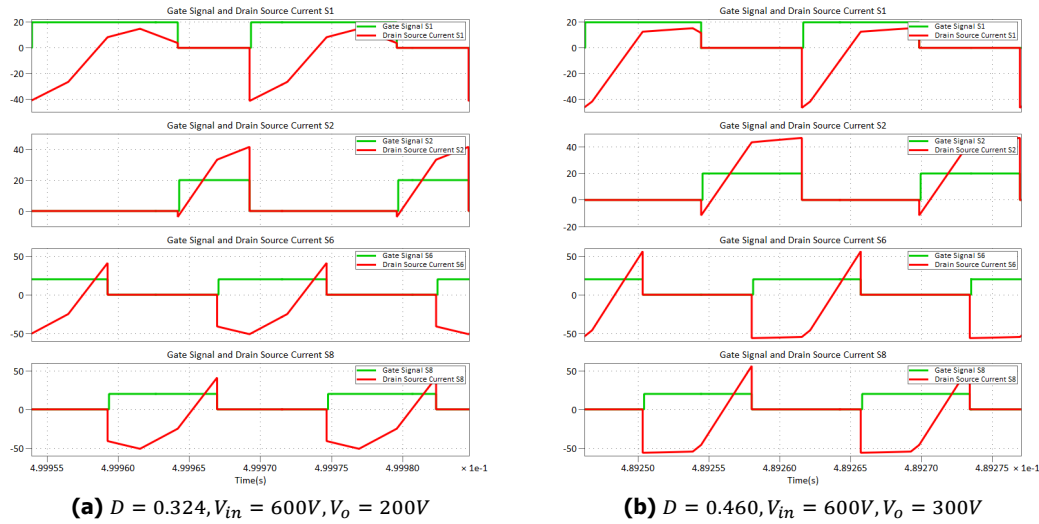 Gate Signal and Drain Source Current S1
20
0
-20
-40
Gate Signal S1
Drain Source Current S1
Gate Signal and Drain Source Current S2
40
20
0
Gate Signal S2
Drain Source Current S2
Gate Signal and Drain Source Current S6
50
0
-50
Gate Signal S6
Drain Source Current S6
Gate Signal and Drain Source Current S8
50
0
-50
Gate Signal S8
Drain Source Current S8
4.99955 4.99960 4.99965 4.99970 4.99975 4.99980 × 1e-1
Time(s)
(a) D = 0.324, V_in = 600V, V_o = 200V
Gate Signal and Drain Source Current S1
20
0
-20
-40
Gate Signal S1
Drain Source Current S1
Gate Signal and Drain Source Current S2
40
20
0
-20
Gate Signal S2
Drain Source Current S2
Gate Signal and Drain Source Current S6
50
0
-50
Gate Signal S6
Drain Source Current S6
Gate Signal and Drain Source Current S8
50
0
-50
Gate Signal S8
Drain Source Current S8
4.89250 4.89255 4.89260 4.89265 4.89270 4.89275 × 1e-1
Time(s)
(b) D = 0.460, V_in = 600V, V_o = 300V